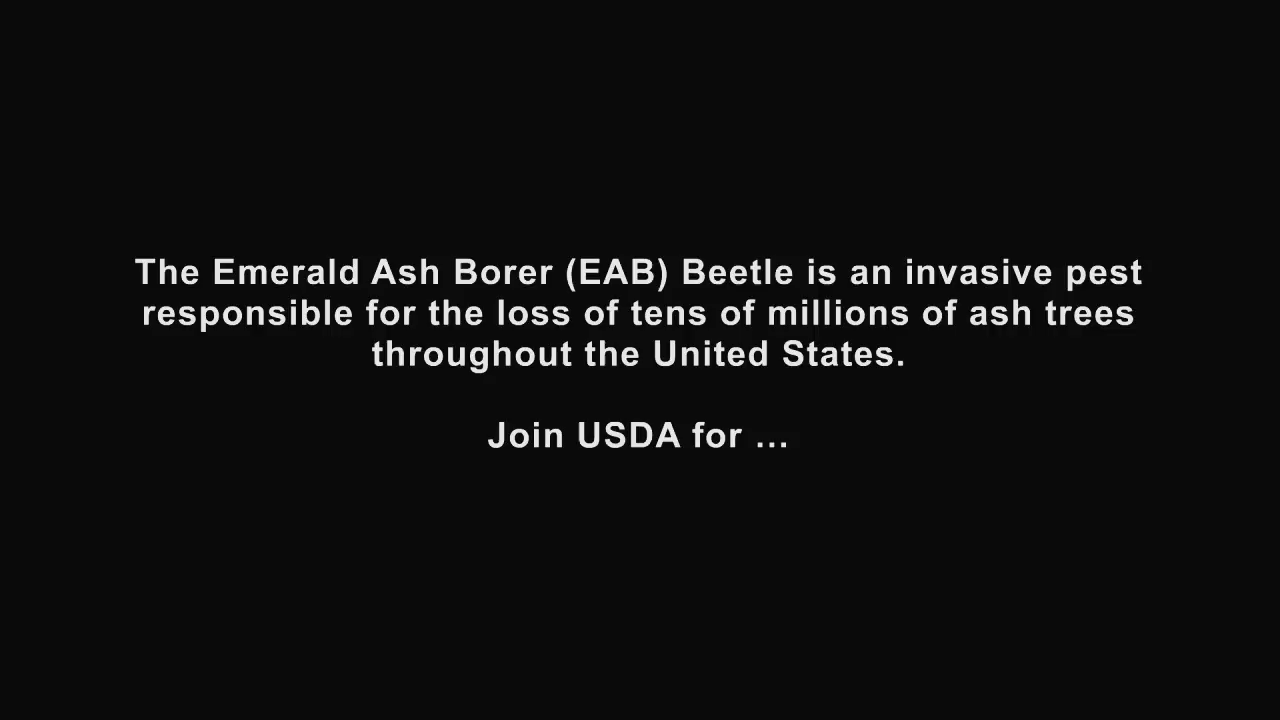 The Emerald Ash Borer (EAB) Beetle is an invasive pest
responsible for the loss of tens of millions of ash trees
throughout the United States.
Join USDA for ...